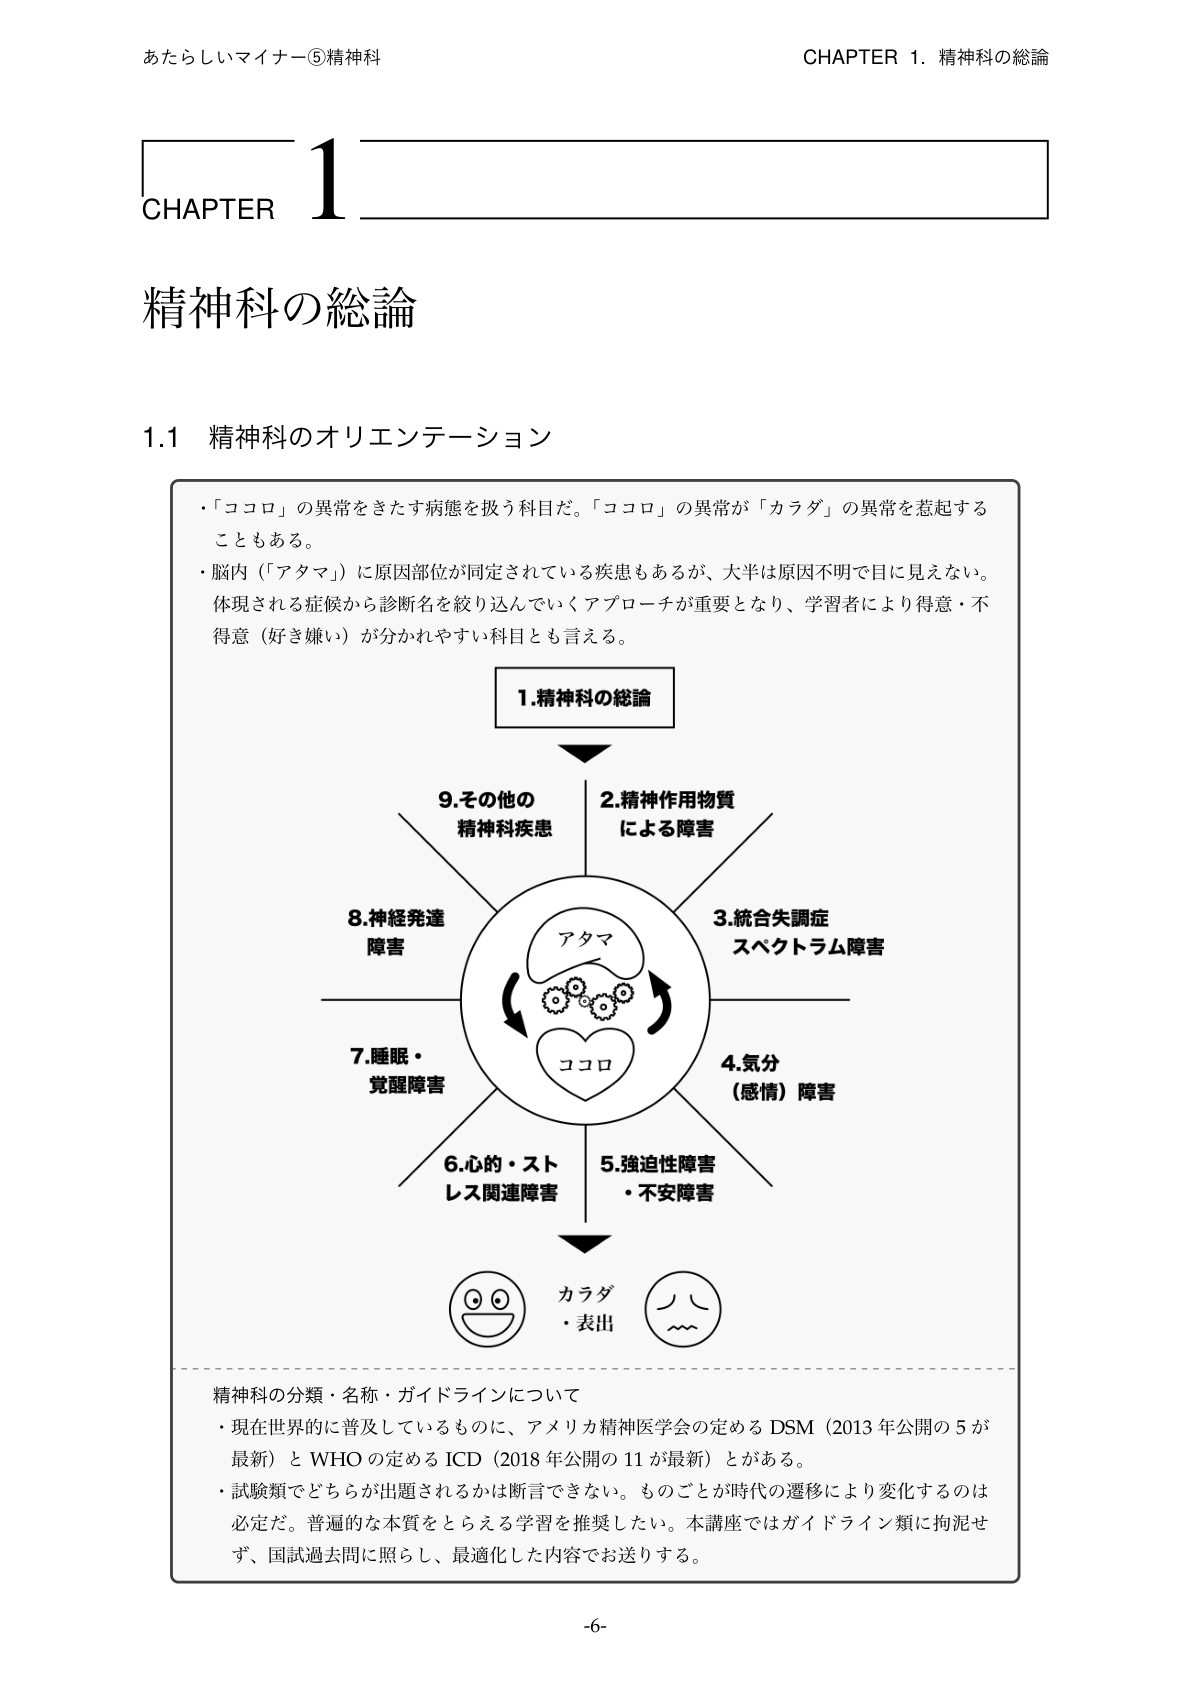 あたらしいマイナー⑤精神科
CHAPTER 1. 精神科の総論
CHAPTER 1
精神科の総論
1.1 精神科のオリエンテーション
・「ココロ」の異常をきたす病態を扱う科目だ。「ココロ」の異常が「カラダ」の異常を惹起する
こともある。
・脳内（「アタマ」）に原因部位が同定されている疾患もあるが、大半は原因不明で目に見えない。
体現される症候から診断名を絞り込んでいくアプローチが重要となり、学習者により得意・不
得意（好き嫌い）が分かれやすい科目とも言える。
1.精神科の総論
9.その他の
精神科疾患
2.精神作用物質
による障害
8.神経発達
障害
アタマ
3.統合失調症
スペクトラム障害
7.睡眠・
覚醒障害
ココロ
4.気分
（感情）障害
6.心的・スト
レス関連障害
5.強迫性障害
・不安障害
カラダ
・表出
精神科の分類・名称・ガイドラインについて
・現在世界的に普及しているものに、アメリカ精神医学会の定める DSM（2013 年公開の 5 が
最新）と WHO の定める ICD（2018 年公開の 11 が最新）とがある。
・試験類でどちらが出題されるかは断言できない。ものごとが時代の遷移により変化するのは
必定だ。普遍的な本質をとらえる学習を推奨したい。本講座ではガイドライン類に拘泥せ
ず、国試過去問に照らし、最適化した内容でお送りする。
-6-